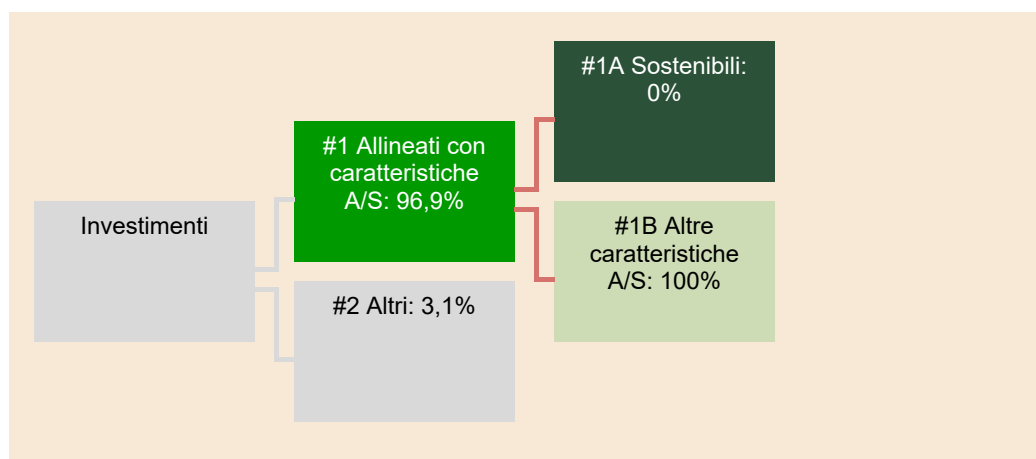 Investimenti
#1 Allineati con
caratteristiche
A/S: 96,9%
#2 Altri: 3,1%
#1A Sostenibili:
0%
#1B Altre
caratteristiche
A/S: 100%